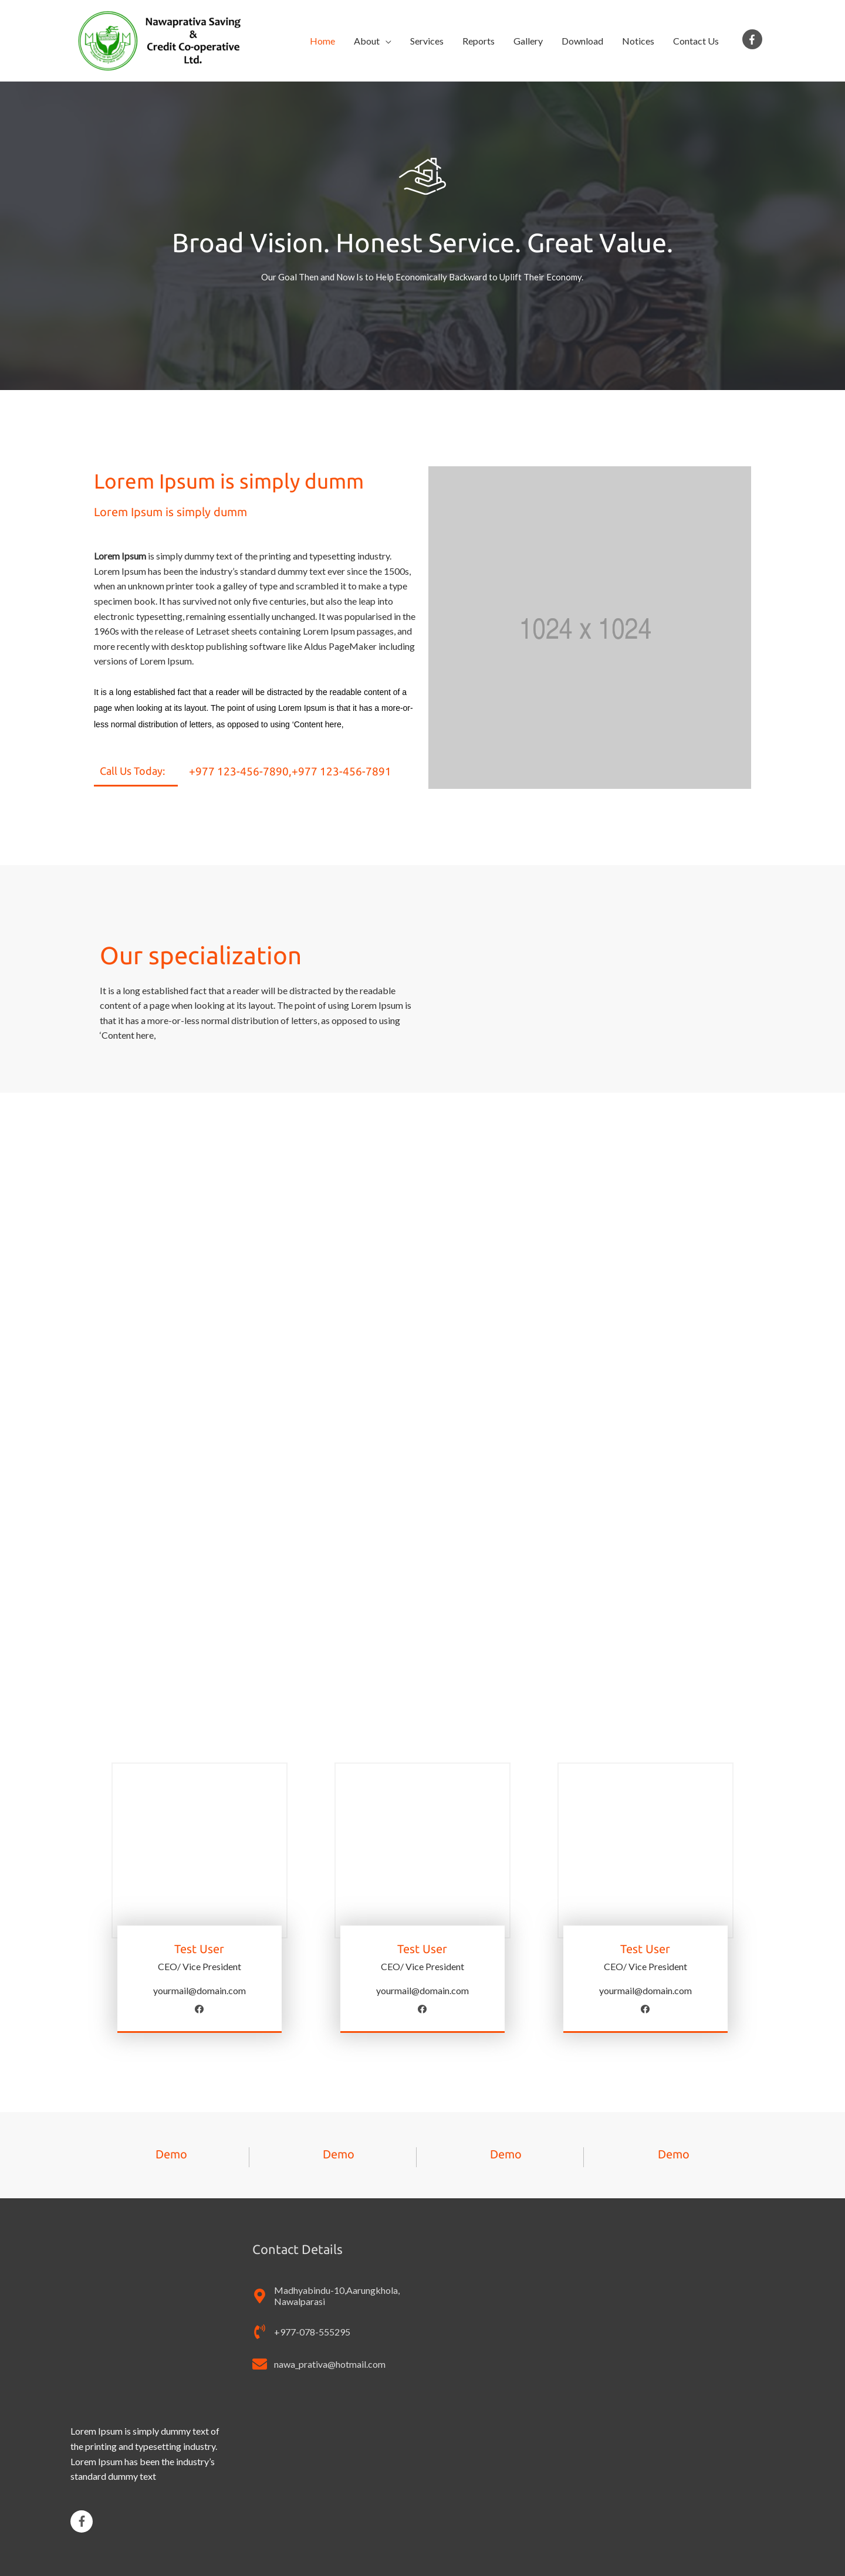 Nawaprativa Saving
&
Credit Co-operative
Ltd.
Home
About
Services
Reports
Gallery
Download
Notices
Contact Us
Broad Vision. Honest Service. Great Value.
Our Goal Then and Now Is to Help Economically Backward to Uplift Their Economy.
Lorem Ipsum is simply dumm
Lorem Ipsum is simply dumm
Lorem Ipsum is simply dummy text of the printing and typesetting industry.
Lorem Ipsum has been the industry’s standard dummy text ever since the 1500s,
when an unknown printer took a galley of type and scrambled it to make a type
specimen book. It has survived not only five centuries, but also the leap into
electronic typesetting, remaining essentially unchanged. It was popularised in the
1960s with the release of Letraset sheets containing Lorem Ipsum passages, and
more recently with desktop publishing software like Aldus PageMaker including
versions of Lorem Ipsum.
It is a long established fact that a reader will be distracted by the readable content of a
page when looking at its layout. The point of using Lorem Ipsum is that it has a more-or-
less normal distribution of letters, as opposed to using ‘Content here,
Call Us Today:
+977 123-456-7890,+977 123-456-7891
1024 x 1024
Our specialization
It is a long established fact that a reader will be distracted by the readable
content of a page when looking at its layout. The point of using Lorem Ipsum is
that it has a more-or-less normal distribution of letters, as opposed to using
‘Content here,
Test User
CEO/ Vice President
yourmail@domain.com
Test User
CEO/ Vice President
yourmail@domain.com
Test User
CEO/ Vice President
yourmail@domain.com
Demo
Demo
Demo
Demo
Contact Details
Madhyabindu-10,Aarungkhola,
Nawalparasi
+977-078-555295
nawa_prativa@hotmail.com
Lorem Ipsum is simply dummy text of
the printing and typesetting industry.
Lorem Ipsum has been the industry’s
standard dummy text